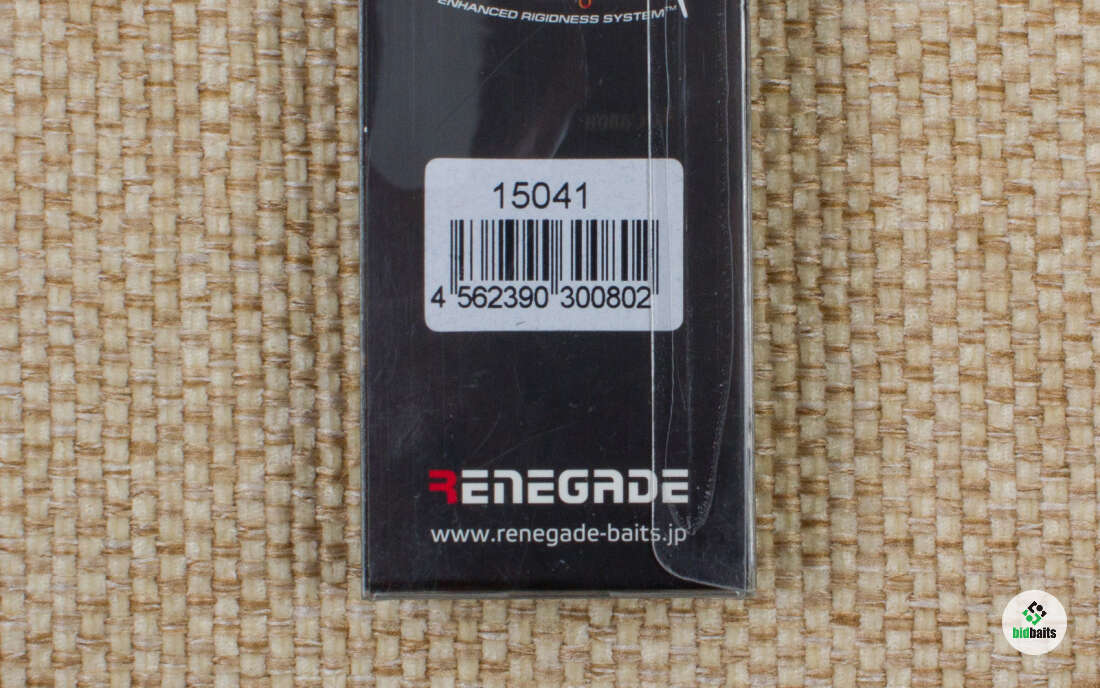 ENHANCED RIGIDNESS SYSTEM™
15041
4 562390 300802
RENEGADE
www.renegade-baits.jp
bidbaits